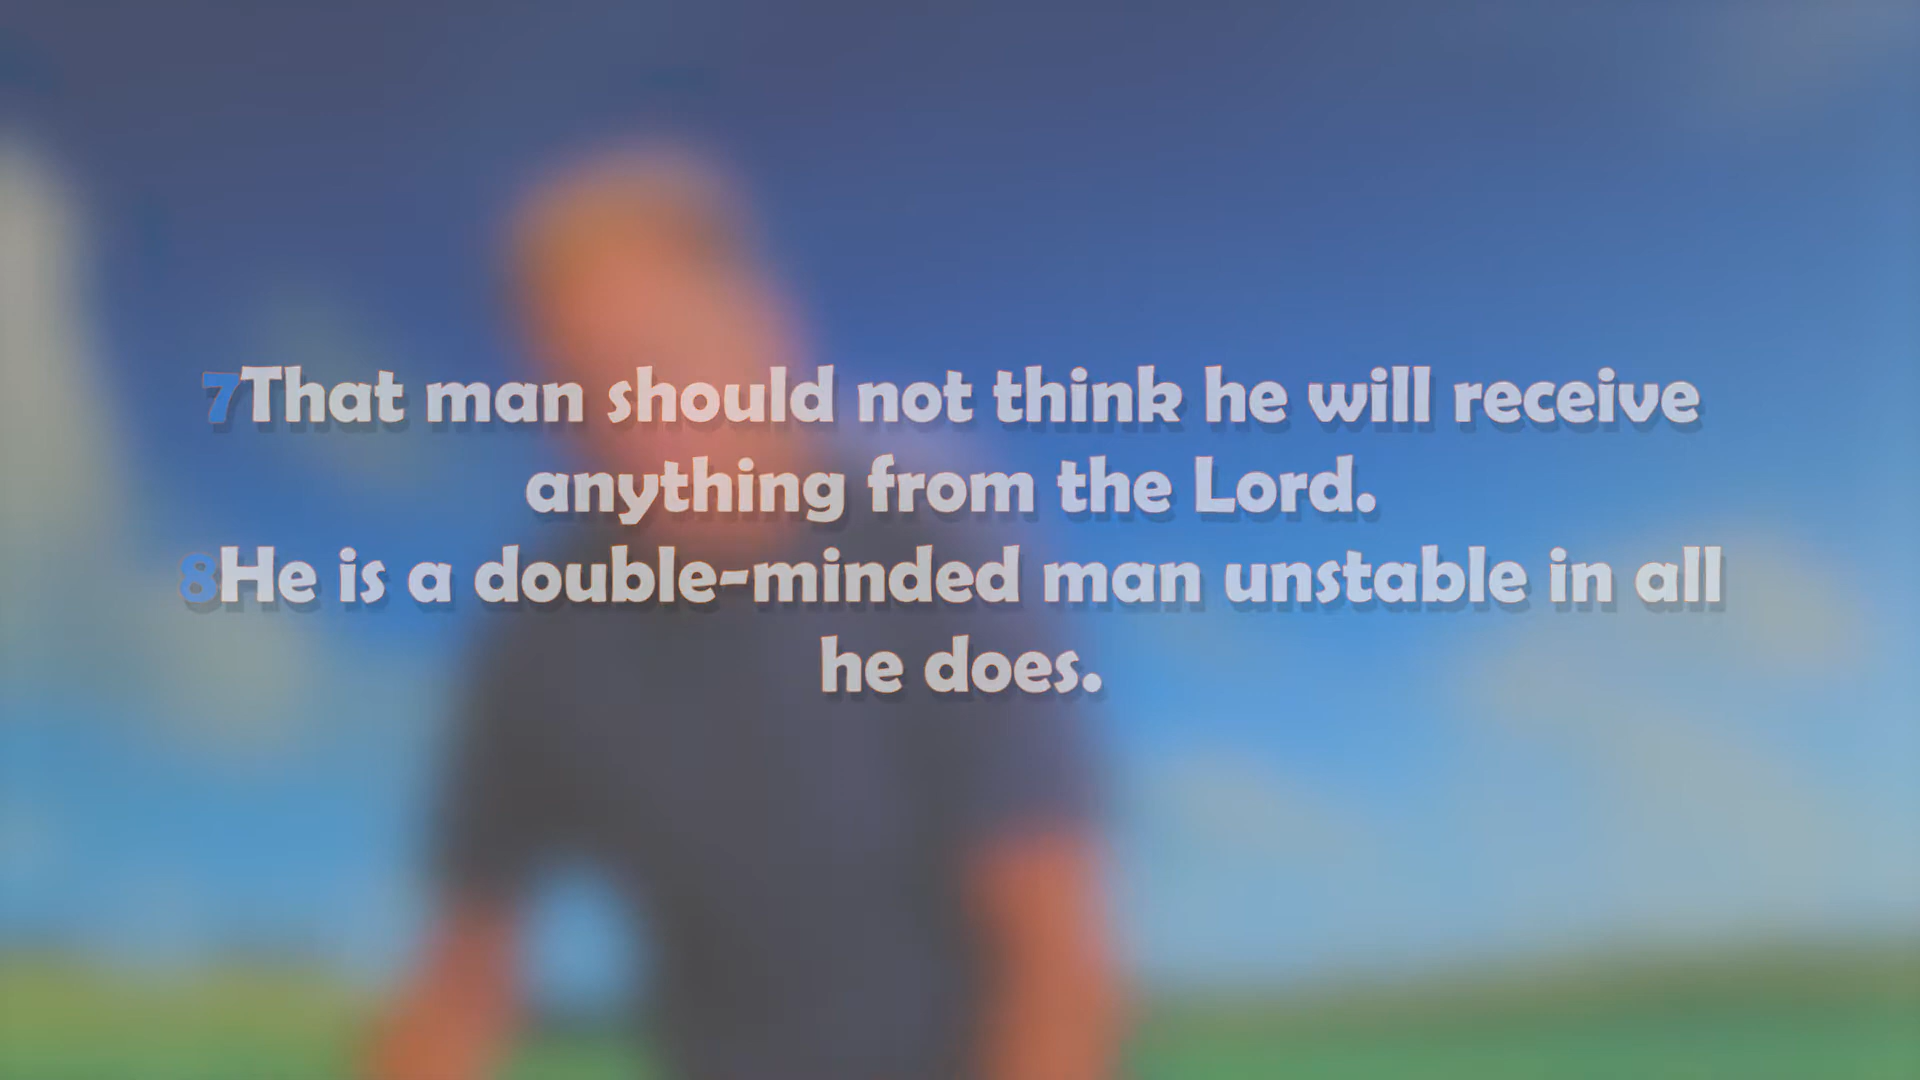 7That man should not think he will receive
anything from the Lord.
8He is a double-minded man unstable in all
he does.